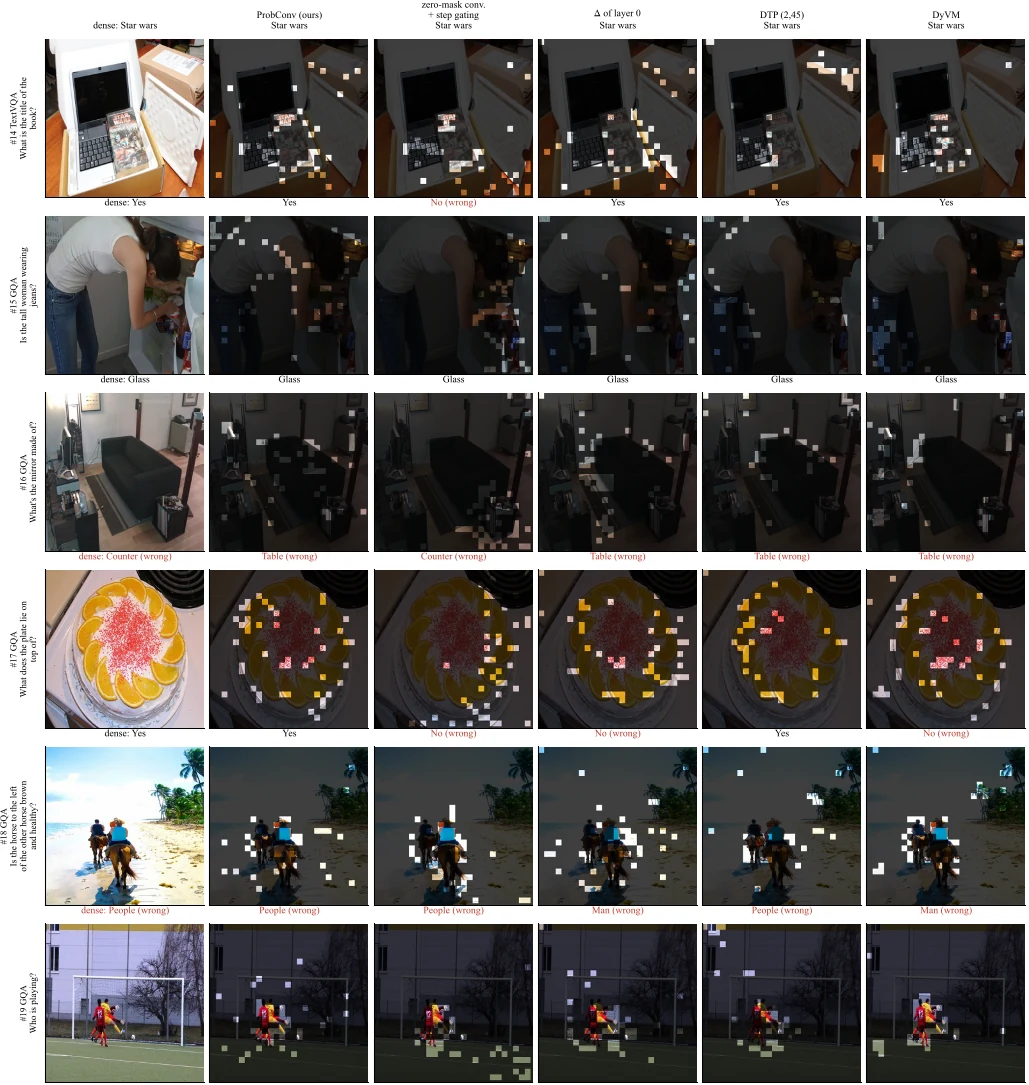 dense: Star wars
ProbConv (ours)
Star wars
zero-mask conv.
+ step gating
Star wars
Δ of layer 0
Star wars
DTP (2,45)
Star wars
DyVM
Star wars
#14 TextVQA
What is the title of the
book?
dense: Yes
Yes
No (wrong)
Yes
Yes
Yes
#15 GQA
Is the tall woman wearing
jeans?
dense: Glass
Glass
Glass
Glass
Glass
Glass
#16 GQA
What's the mirror made of?
dense: Counter (wrong)
Table (wrong)
Counter (wrong)
Table (wrong)
Table (wrong)
Table (wrong)
#17 GQA
What does the plate lie on
top of?
dense: Yes
Yes
No (wrong)
No (wrong)
Yes
No (wrong)
#18 GQA
Is the horse to the left
of the other horse brown
and healthy?
dense: People (wrong)
People (wrong)
People (wrong)
Man (wrong)
People (wrong)
Man (wrong)
#19 GQA
Who is playing?